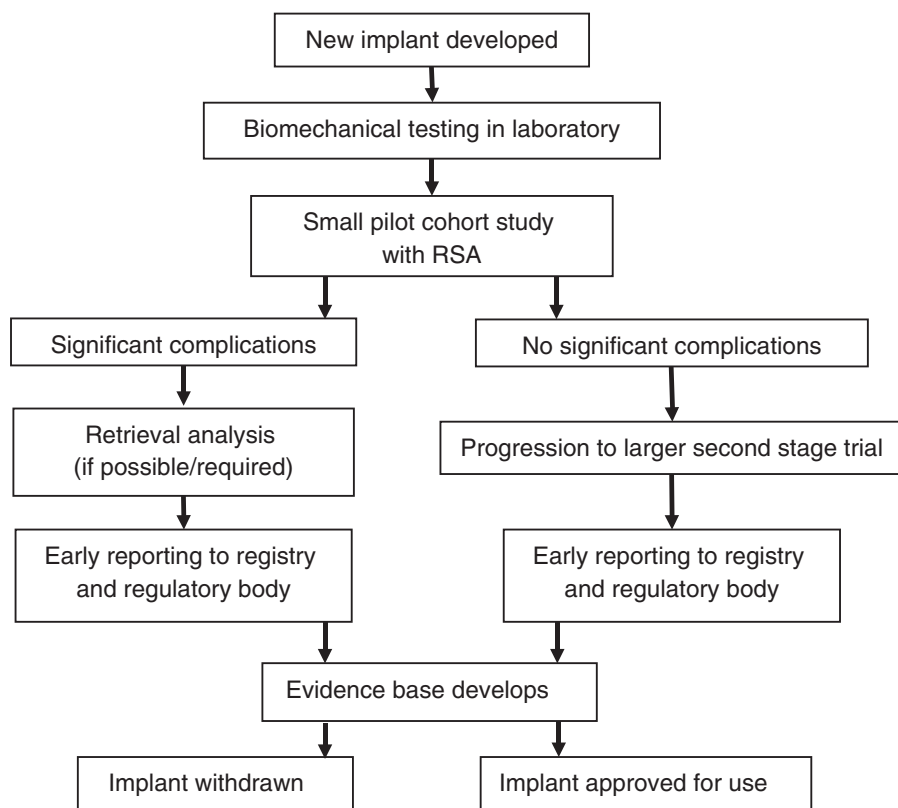 New implant developed
Biomechanical testing in laboratory
Small pilot cohort study
with RSA
Significant complications
No significant complications
Retrieval analysis
(if possible/required)
Progression to larger second stage trial
Early reporting to registry
and regulatory body
Early reporting to registry
and regulatory body
Evidence base develops
Implant withdrawn
Implant approved for use